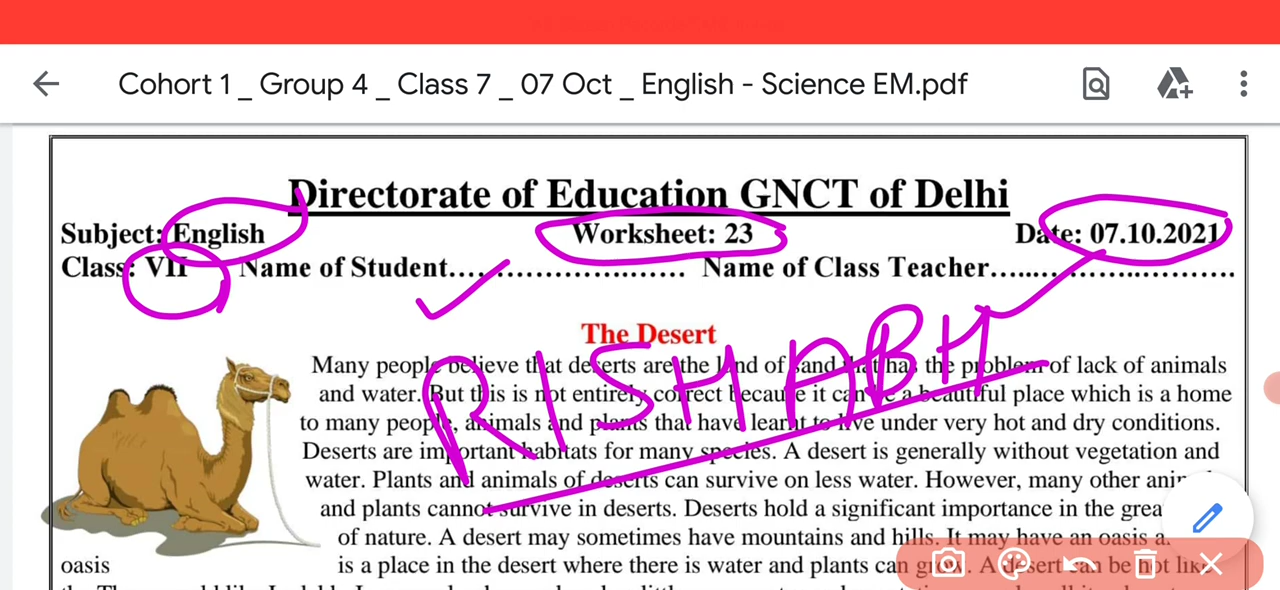 Cohort 1 _ Group 4 _ Class 7 _ 07 Oct _ English - Science EM.pdf
Directorate of Education GNCT of Delhi
Subject: English Worksheet: 23 Date: 07.10.2021
Class: VII Name of Student.............................. Name of Class Teacher..............................
The Desert
Many people believe that deserts are the land of sand that has the problem of lack of animals
and water. But this is not entirely correct because it can be a beautiful place which is a home
to many people, animals and plants that have learnt to live under very hot and dry conditions.
RISHABH
Deserts are important habitats for many species. A desert is generally without vegetation and
water. Plants and animals of deserts can survive on less water. However, many other
and plants cannot survive in deserts. Deserts hold a significant importance in the
of nature. A desert may sometimes have mountains and hills. It may have an oasis
oasis is a place in the desert where there is water and plants can grow. A desert can be hot like